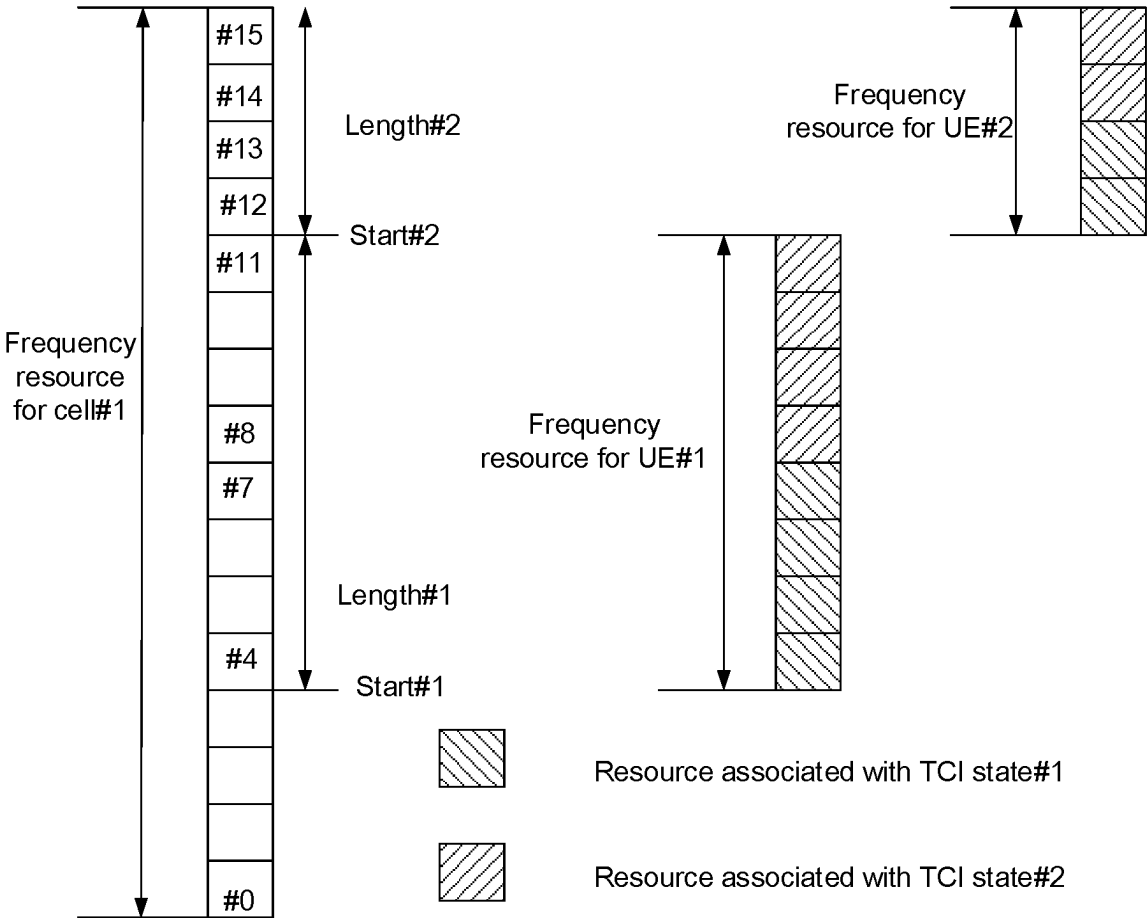 #15
#14
#13
#12
#11
#8
#7
#4
#0
Frequency
resource
for cell#1
Length#2
Start#2
Length#1
Start#1
Frequency
resource for UE#1
Frequency
resource for UE#2
Resource associated with TCI state#1
Resource associated with TCI state#2